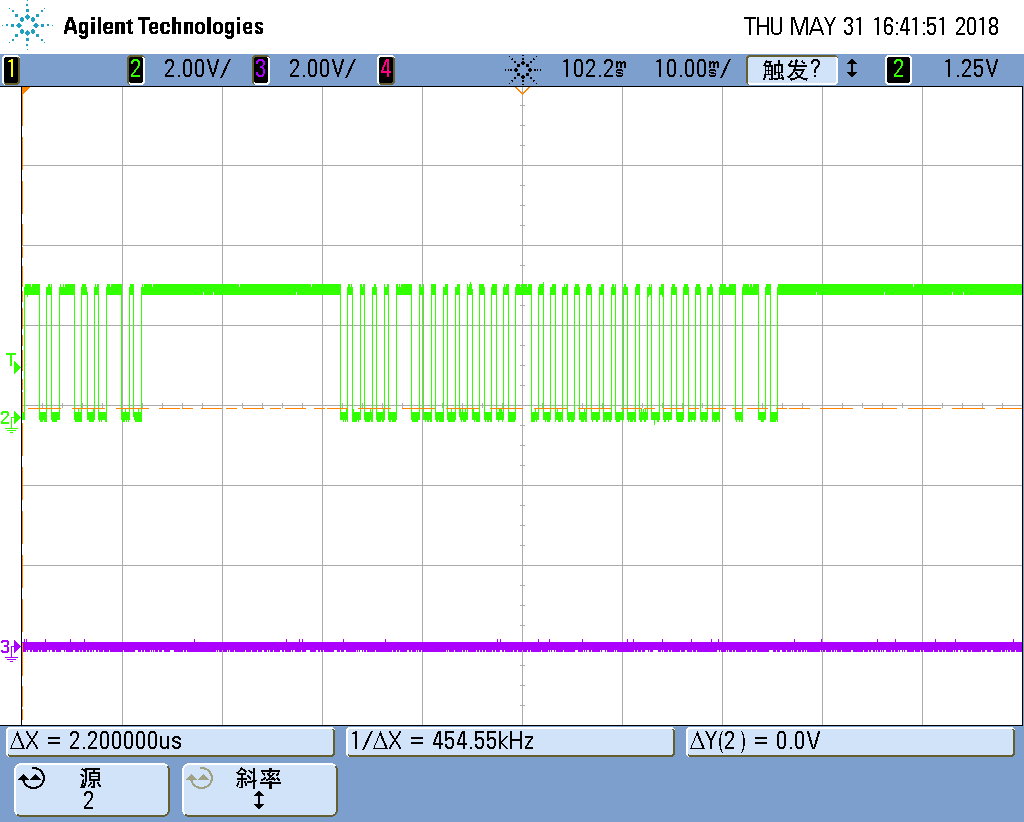 Agilent Technologies
THU MAY 31 16:41:51 2018
1 2 2.00V/ 3 2.00V/ 4 102.2ms 10.00ms/ 触发? ↕ 2 1.25V
T
2
3
ΔX = 2.200000us 1/ΔX = 454.55kHz ΔY(2) = 0.0V
源 斜率
2 ↕